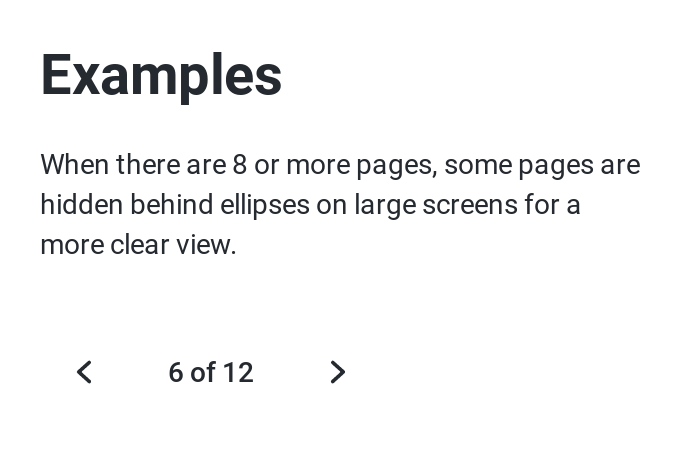 Examples
When there are 8 or more pages, some pages are
hidden behind ellipses on large screens for a
more clear view.
6 of 12